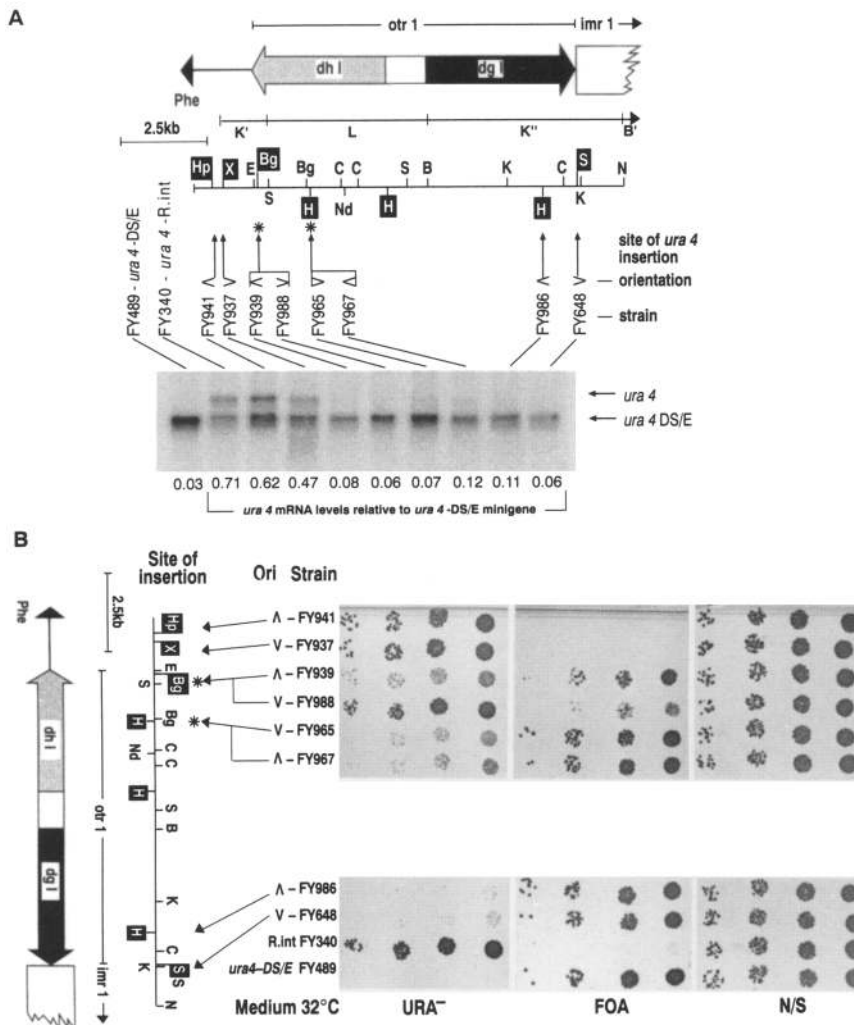 A
otr 1
imr 1
dh I
dg I
Phe
2.5kb
K' L K'' B'
Hp X E Bg Bg C C S B K C S N
S H Nd H H K
* *
site of ura 4 insertion
orientation
strain
FY489 - ura 4 -DS/E
FY340 - ura 4 -R.int
FY941
FY937
FY939
FY988
FY965
FY967
FY986
FY648
ura 4
ura 4 DS/E
0.03 0.71 0.62 0.47 0.08 0.06 0.07 0.12 0.11 0.06
ura 4 mRNA levels relative to ura 4 -DS/E minigene
B
Site of insertion
Ori Strain
Phe
2.5kb
dh I
dg I
otr 1
imr 1
Hp
X
E
S Bg *
H Bg *
Nd C
C
H
S
B
K
H
C
K SS
N
Λ – FY941
V – FY937
Λ – FY939
V – FY988
V – FY965
Λ – FY967
Λ – FY986
V – FY648
R.int FY340
ura4–DS/E FY489
Medium 32°C URA⁻ FOA N/S